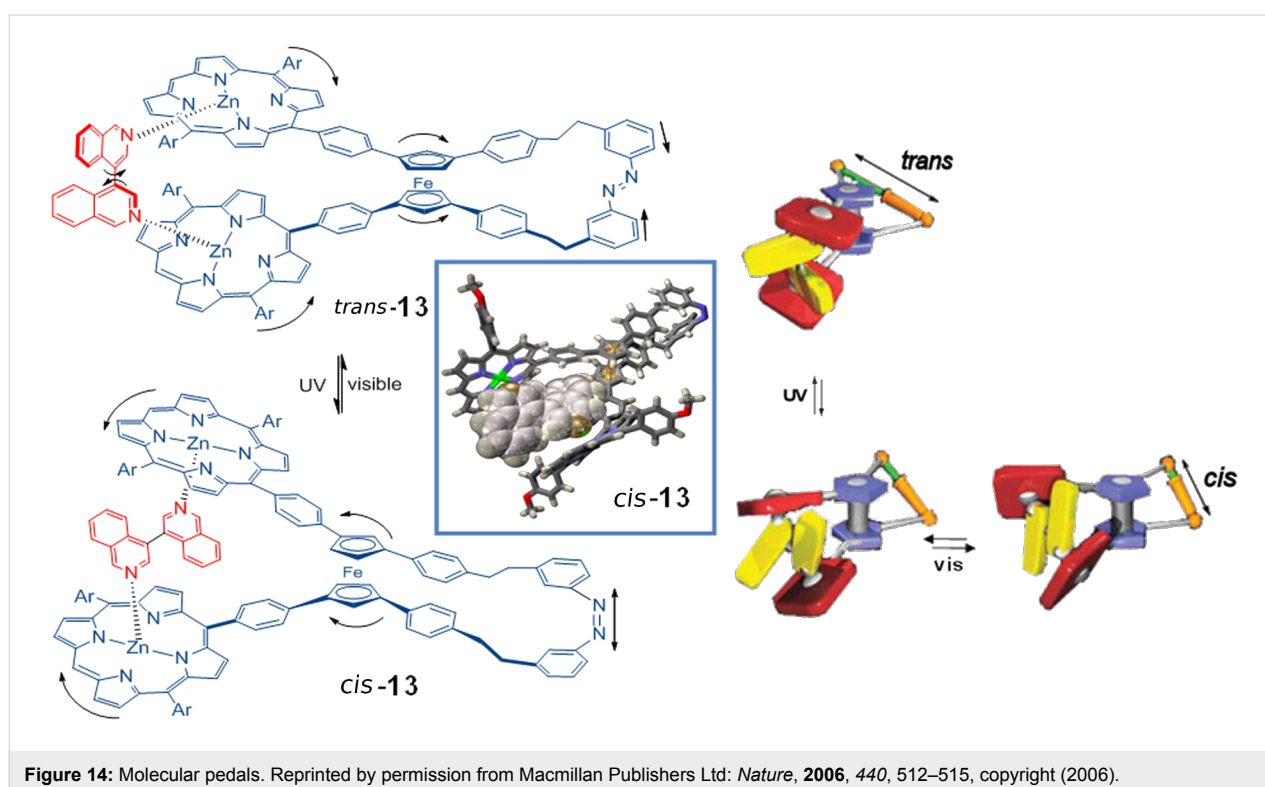 Ar
N
Zn
N
N
N
N
Ar
Ar
Fe
N
N
N
N
N
Zn
N
N
Ar
trans-13
UV
visible
trans
UV
cis-13
Ar
N
N
Zn
N
N
Ar
N
N
Fe
Ar
N
N
Zn
N
N
Ar
N
N
cis-13
vis
cis
Figure 14: Molecular pedals. Reprinted by permission from Macmillan Publishers Ltd: Nature, 2006, 440, 512–515, copyright (2006).